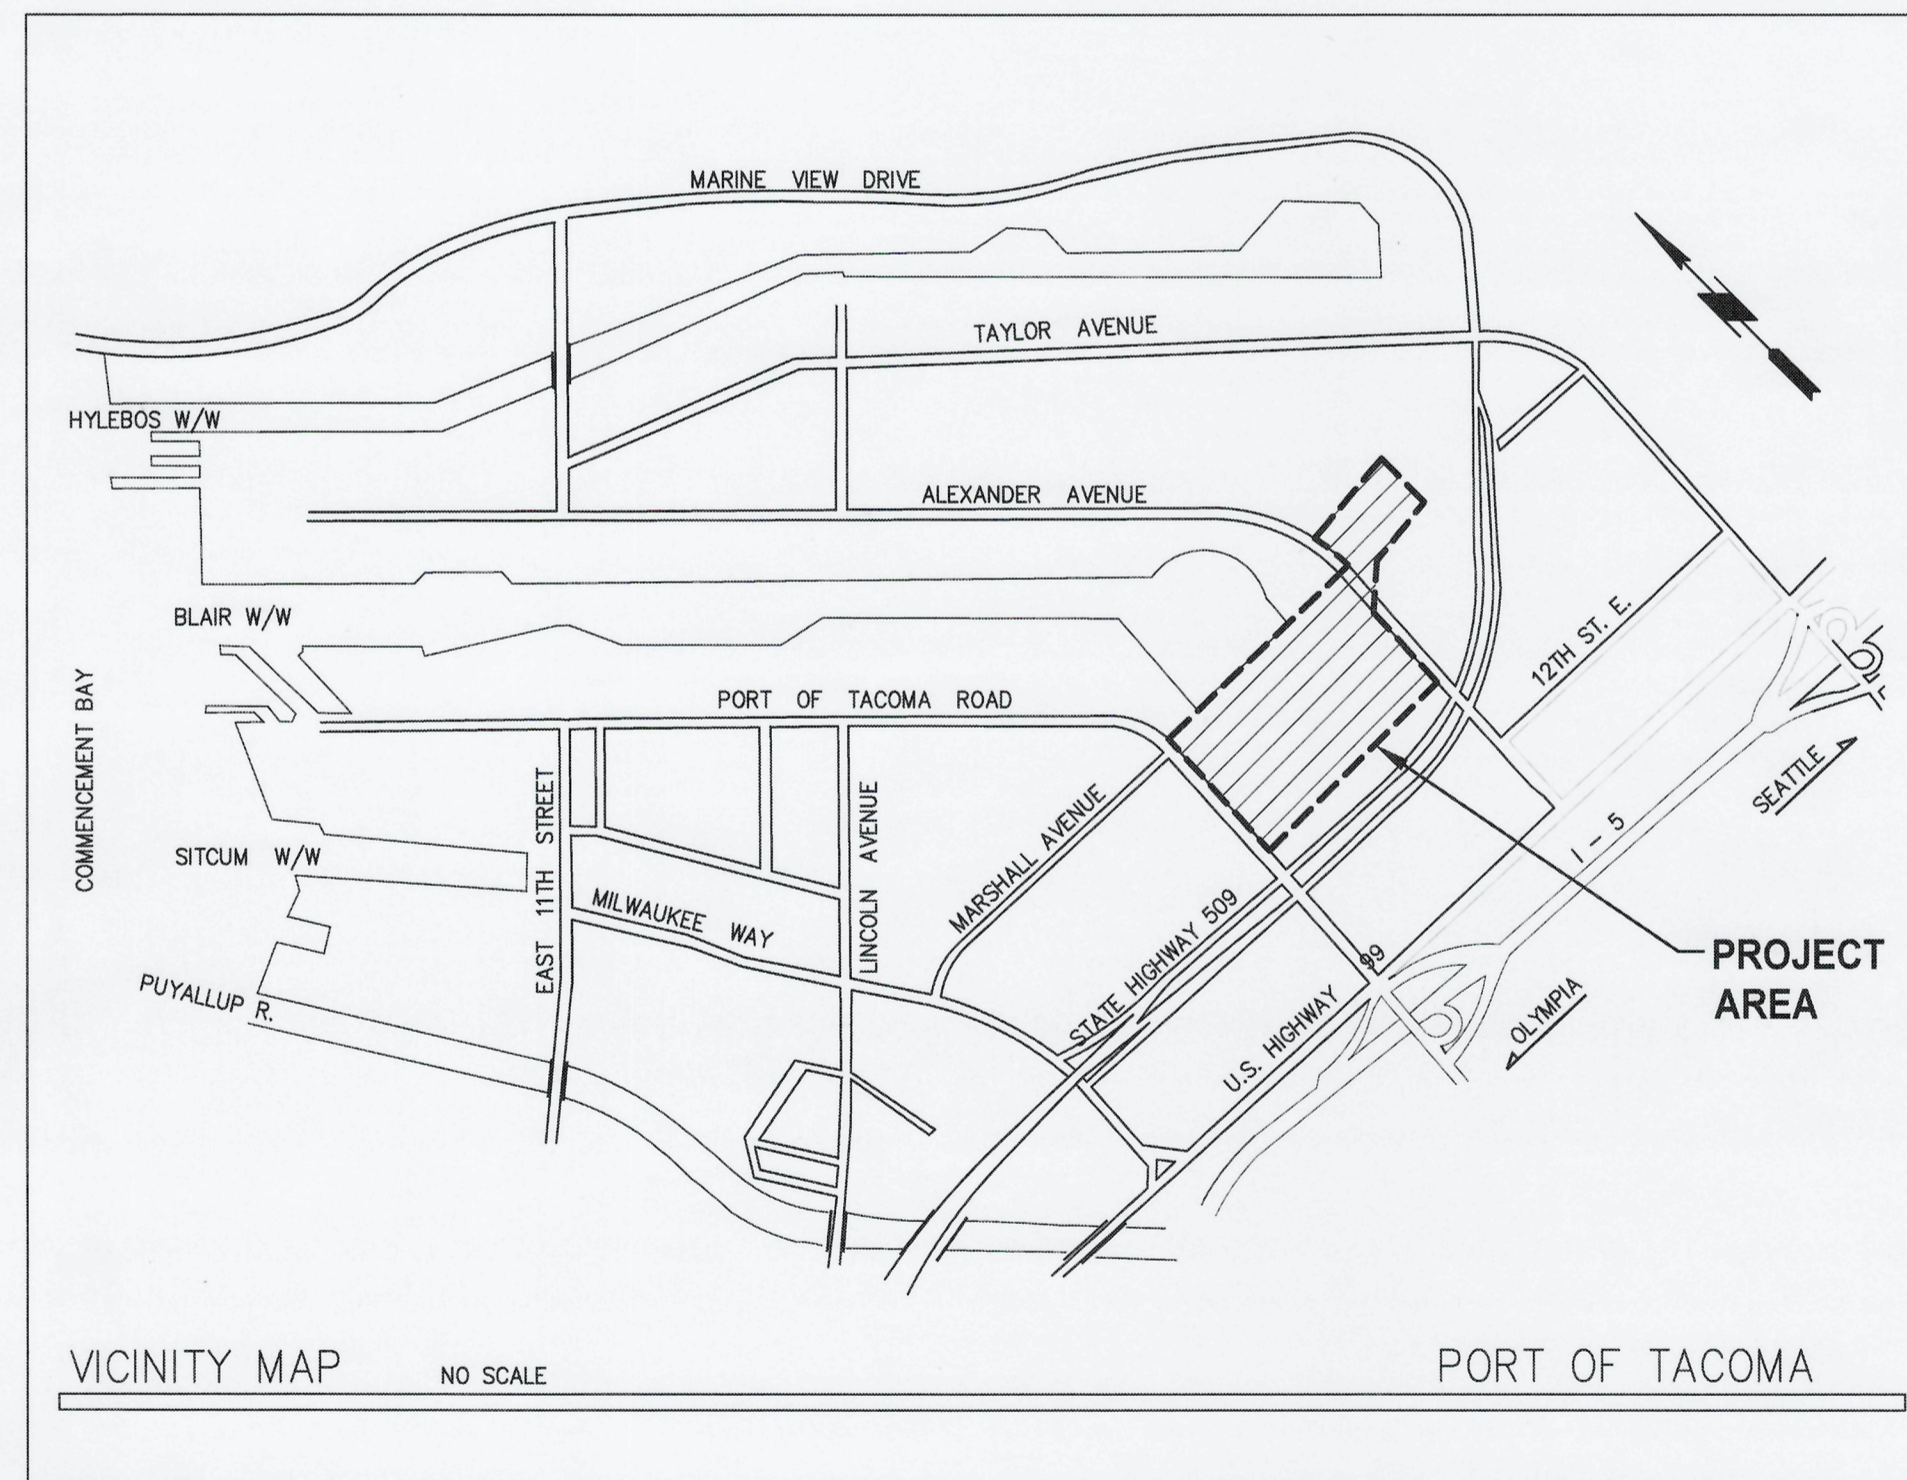 MARINE VIEW DRIVE
TAYLOR AVENUE
HYLEBOS W/W
ALEXANDER AVENUE
BLAIR W/W
12TH ST. E.
COMMENCEMENT BAY
PORT OF TACOMA ROAD
SEATTLE
EAST 11TH STREET
LINCOLN AVENUE
MARSHALL AVENUE
I - 5
SITCUM W/W
MILWAUKEE WAY
STATE HIGHWAY 509
U.S. HIGHWAY 99
PROJECT
AREA
PUYALLUP R.
OLYMPIA
VICINITY MAP
NO SCALE
PORT OF TACOMA